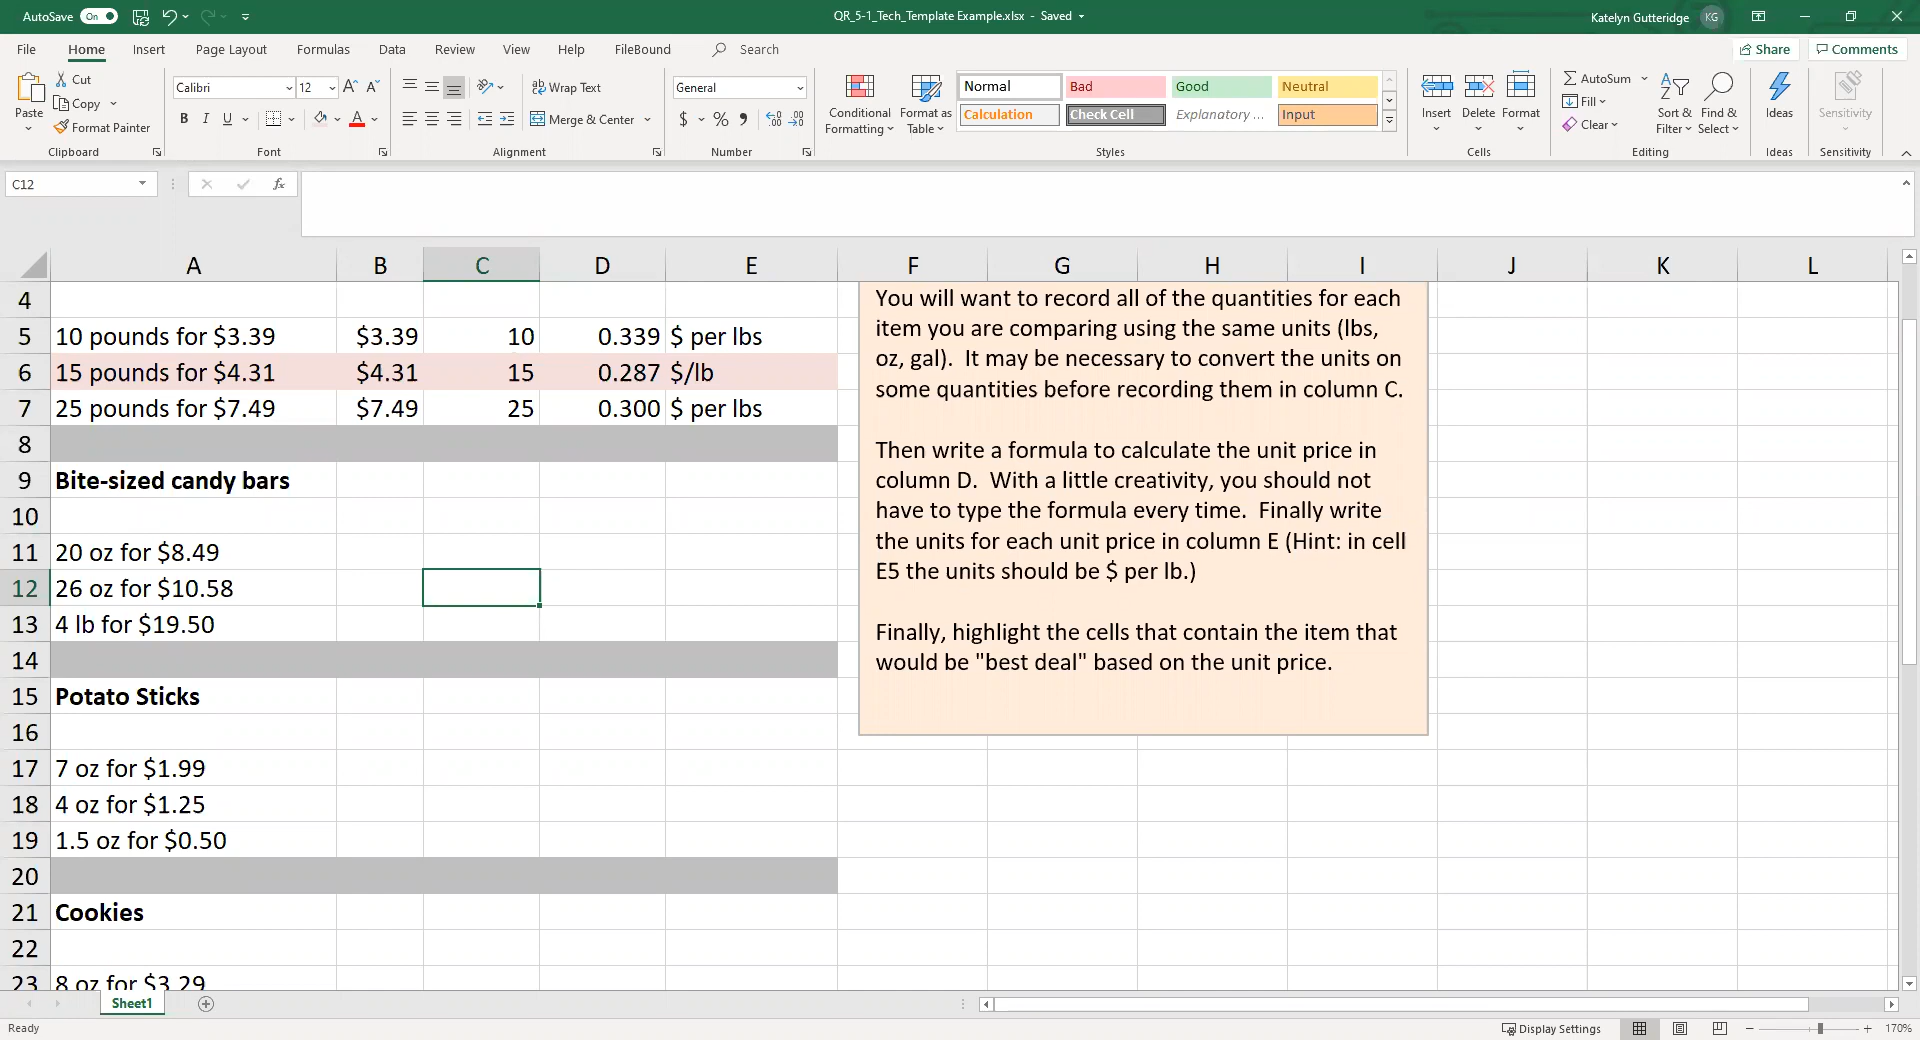 AutoSave On
QR_5-1_Tech_Template Example.xlsx - Saved
Katelyn Gutteridge KG
File Home Insert Page Layout Formulas Data Review View Help FileBound Search
Share Comments
Paste
Cut
Copy
Format Painter
Clipboard
Calibri 12
B I U
Font
Wrap Text
Merge & Center
Alignment
General
$ % 9
Number
Conditional Formatting
Format as Table
Normal Bad Good Neutral
Calculation Check Cell Explanatory ... Input
Styles
Insert Delete Format
Cells
AutoSum
Fill
Clear
Sort & Filter
Find & Select
Editing
Ideas
Ideas
Sensitivity
Sensitivity
C12 fx
A B C D E F G H I J K L
4
5 10 pounds for $3.39 $3.39 10 0.339 $ per lbs
6 15 pounds for $4.31 $4.31 15 0.287 $/lb
7 25 pounds for $7.49 $7.49 25 0.300 $ per lbs
8
9 Bite-sized candy bars
10
11 20 oz for $8.49
12 26 oz for $10.58
13 4 lb for $19.50
14
15 Potato Sticks
16
17 7 oz for $1.99
18 4 oz for $1.25
19 1.5 oz for $0.50
20
21 Cookies
22
23 8 oz for $3.29
You will want to record all of the quantities for each
item you are comparing using the same units (lbs,
oz, gal).  It may be necessary to convert the units on
some quantities before recording them in column C.
Then write a formula to calculate the unit price in
column D.  With a little creativity, you should not
have to type the formula every time.  Finally write
the units for each unit price in column E (Hint: in cell
E5 the units should be $ per lb.)
Finally, highlight the cells that contain the item that
would be "best deal" based on the unit price.
Sheet1
Ready
Display Settings
170%